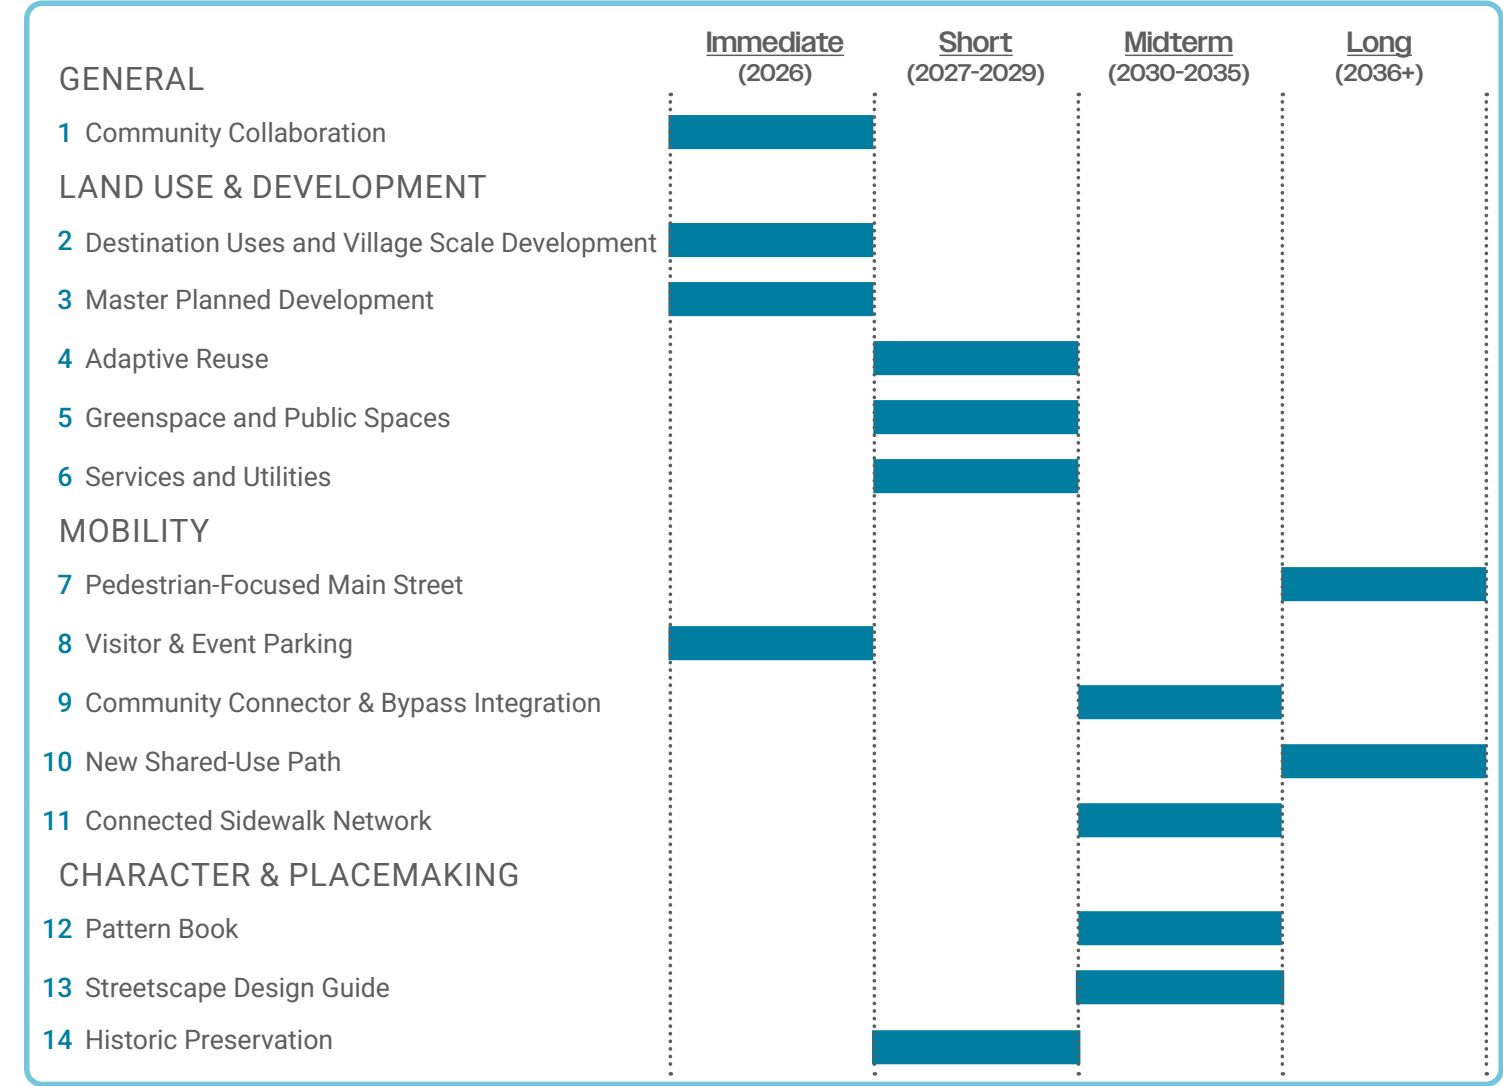 Immediate Short Midterm Long
(2026) (2027-2029) (2030-2035) (2036+)
GENERAL
1 Community Collaboration
LAND USE & DEVELOPMENT
2 Destination Uses and Village Scale Development
3 Master Planned Development
4 Adaptive Reuse
5 Greenspace and Public Spaces
6 Services and Utilities
MOBILITY
7 Pedestrian-Focused Main Street
8 Visitor & Event Parking
9 Community Connector & Bypass Integration
10 New Shared-Use Path
11 Connected Sidewalk Network
CHARACTER & PLACEMAKING
12 Pattern Book
13 Streetscape Design Guide
14 Historic Preservation